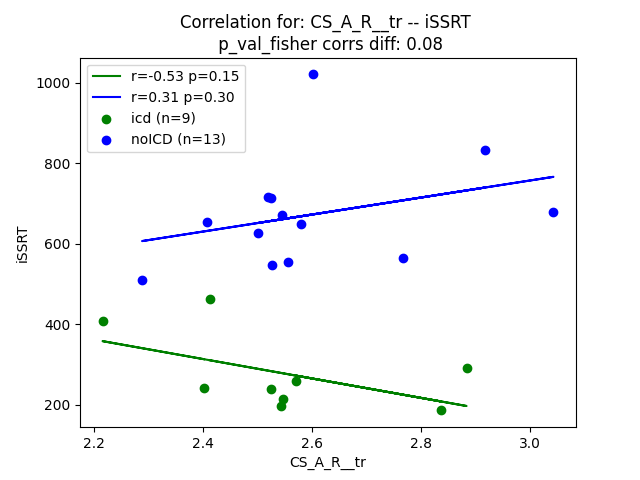 Correlation for: CS_A_R__tr -- iSSRT
p_val_fisher corrs diff: 0.08
r=-0.53 p=0.15
r=0.31 p=0.30
icd (n=9)
noICD (n=13)
iSSRT
1000
800
600
400
200
2.2 2.4 2.6 2.8 3.0
CS_A_R__tr